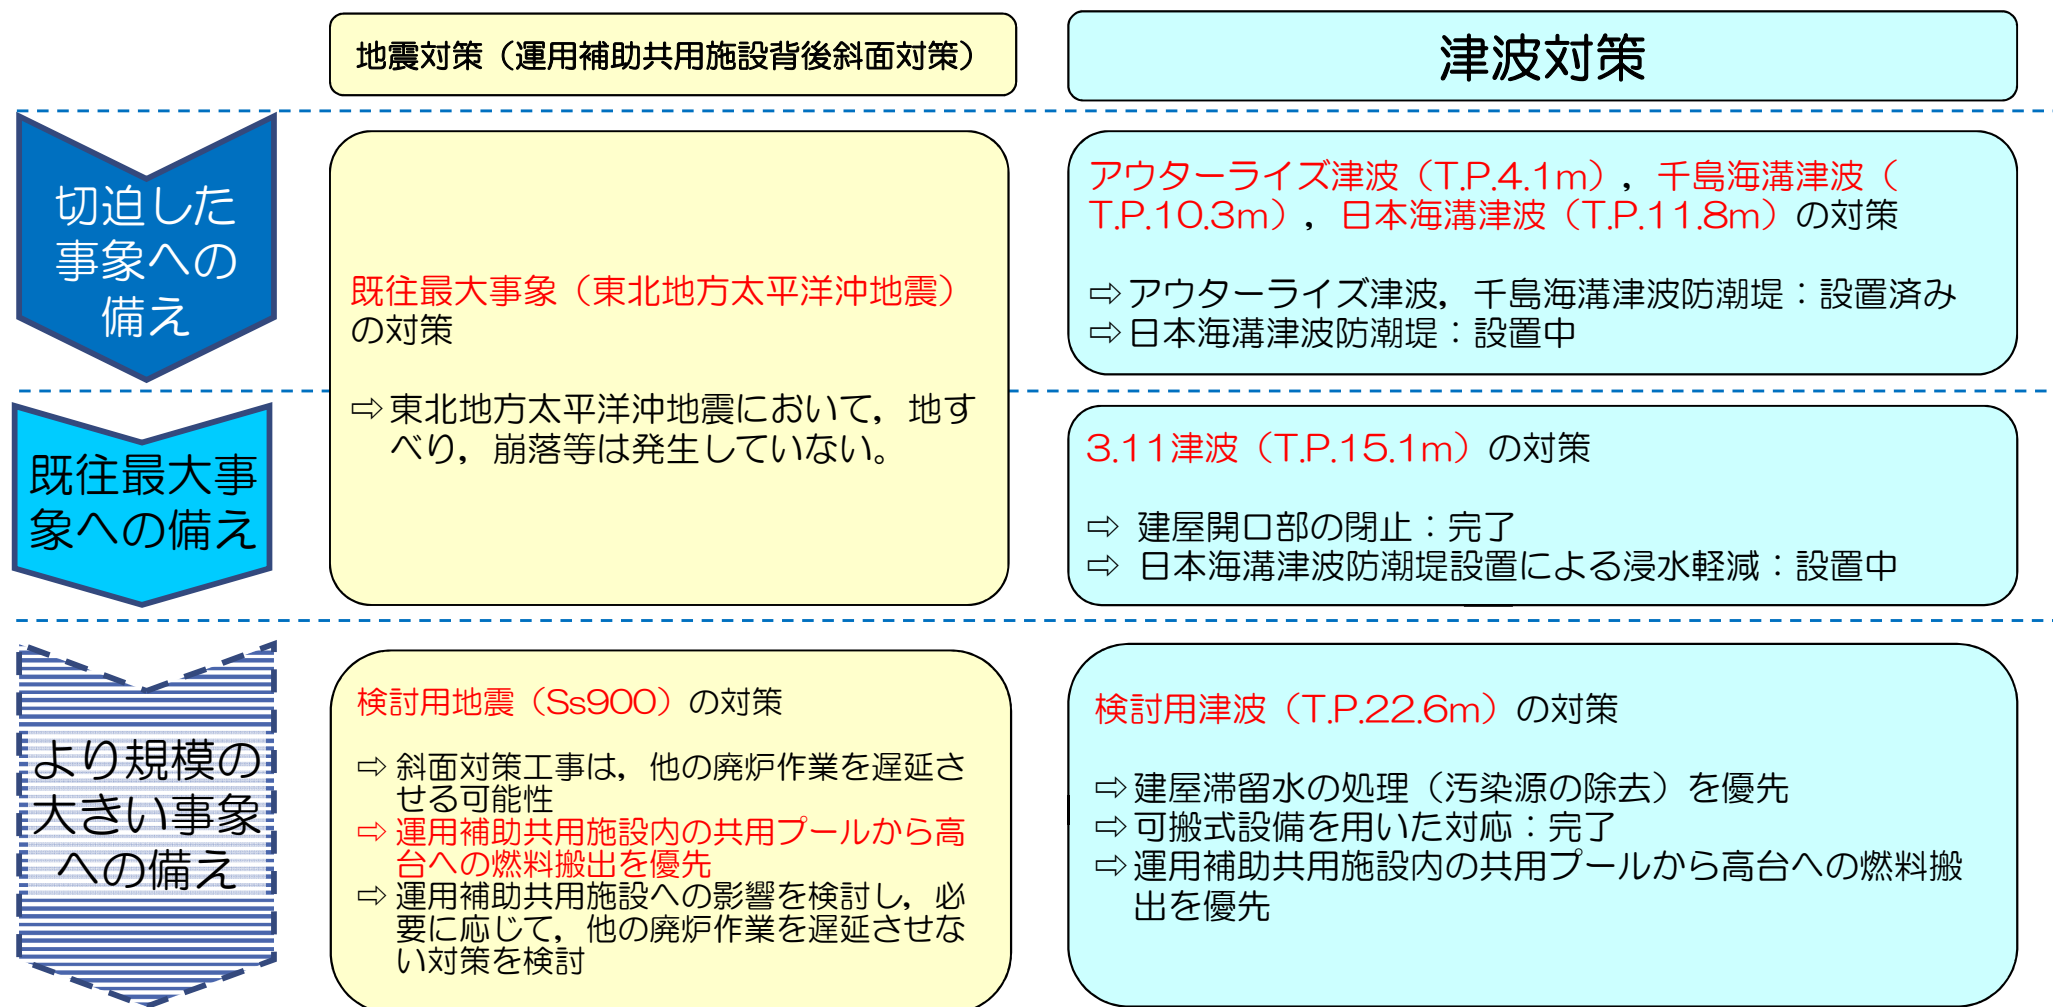 地震対策（運用補助共用施設背後斜面対策）
津波対策
切迫した
事象への
備え
既往最大事象（東北地方太平洋沖地震）
の対策
⇨東北地方太平洋沖地震において，地す
べり，崩落等は発生していない。
アウターライズ津波（T.P.4.1m），千島海溝津波（
T.P.10.3m），日本海溝津波（T.P.11.8m）の対策
⇨アウターライズ津波，千島海溝津波防潮堤：設置済み
⇨日本海溝津波防潮堤：設置中
既往最大事
象への備え
3.11津波（T.P.15.1m）の対策
⇨ 建屋開口部の閉止：完了
⇨ 日本海溝津波防潮堤設置による浸水軽減：設置中
より規模の
大きい事象
への備え
検討用地震（Ss900）の対策
⇨ 斜面対策工事は，他の廃炉作業を遅延さ
せる可能性
⇨ 運用補助共用施設内の共用プールから高
台への燃料搬出を優先
⇨ 運用補助共用施設への影響を検討し，必
要に応じて，他の廃炉作業を遅延させな
い対策を検討
検討用津波（T.P.22.6m）の対策
⇨建屋滞留水の処理（汚染源の除去）を優先
⇨可搬式設備を用いた対応：完了
⇨運用補助共用施設内の共用プールから高台への燃料搬
出を優先